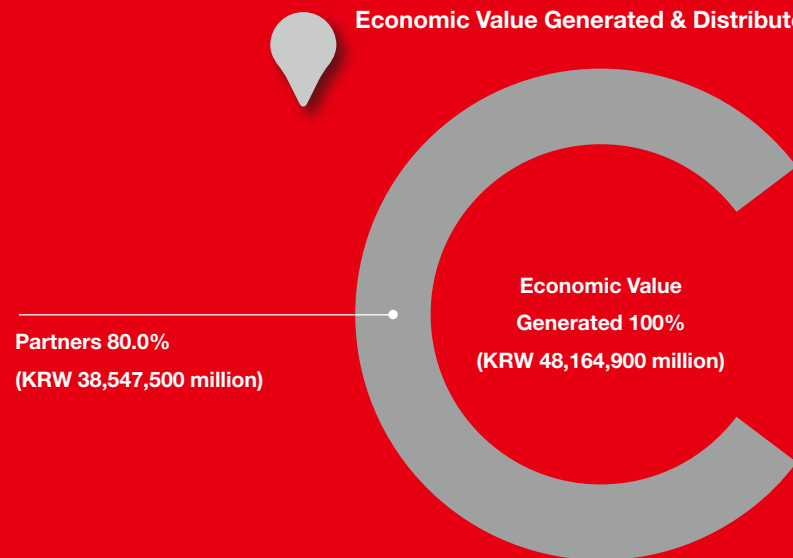 Economic Value Generated & Distribute
Economic Value
Generated 100%
(KRW 48,164,900 million)
Partners 80.0%
(KRW 38,547,500 million)